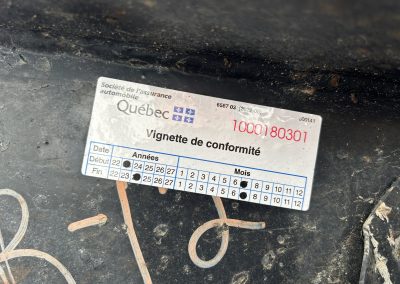 Société de l'assurance
automobile
Québec
6587 03
1000180301
Vignette de conformité
Date Années Mois
Début 22 24 25 26 27 1 2 3 4 5 6 8 9 10 11 12
Fin 22 23 25 26 27 1 2 3 4 5 6 8 9 10 11 12